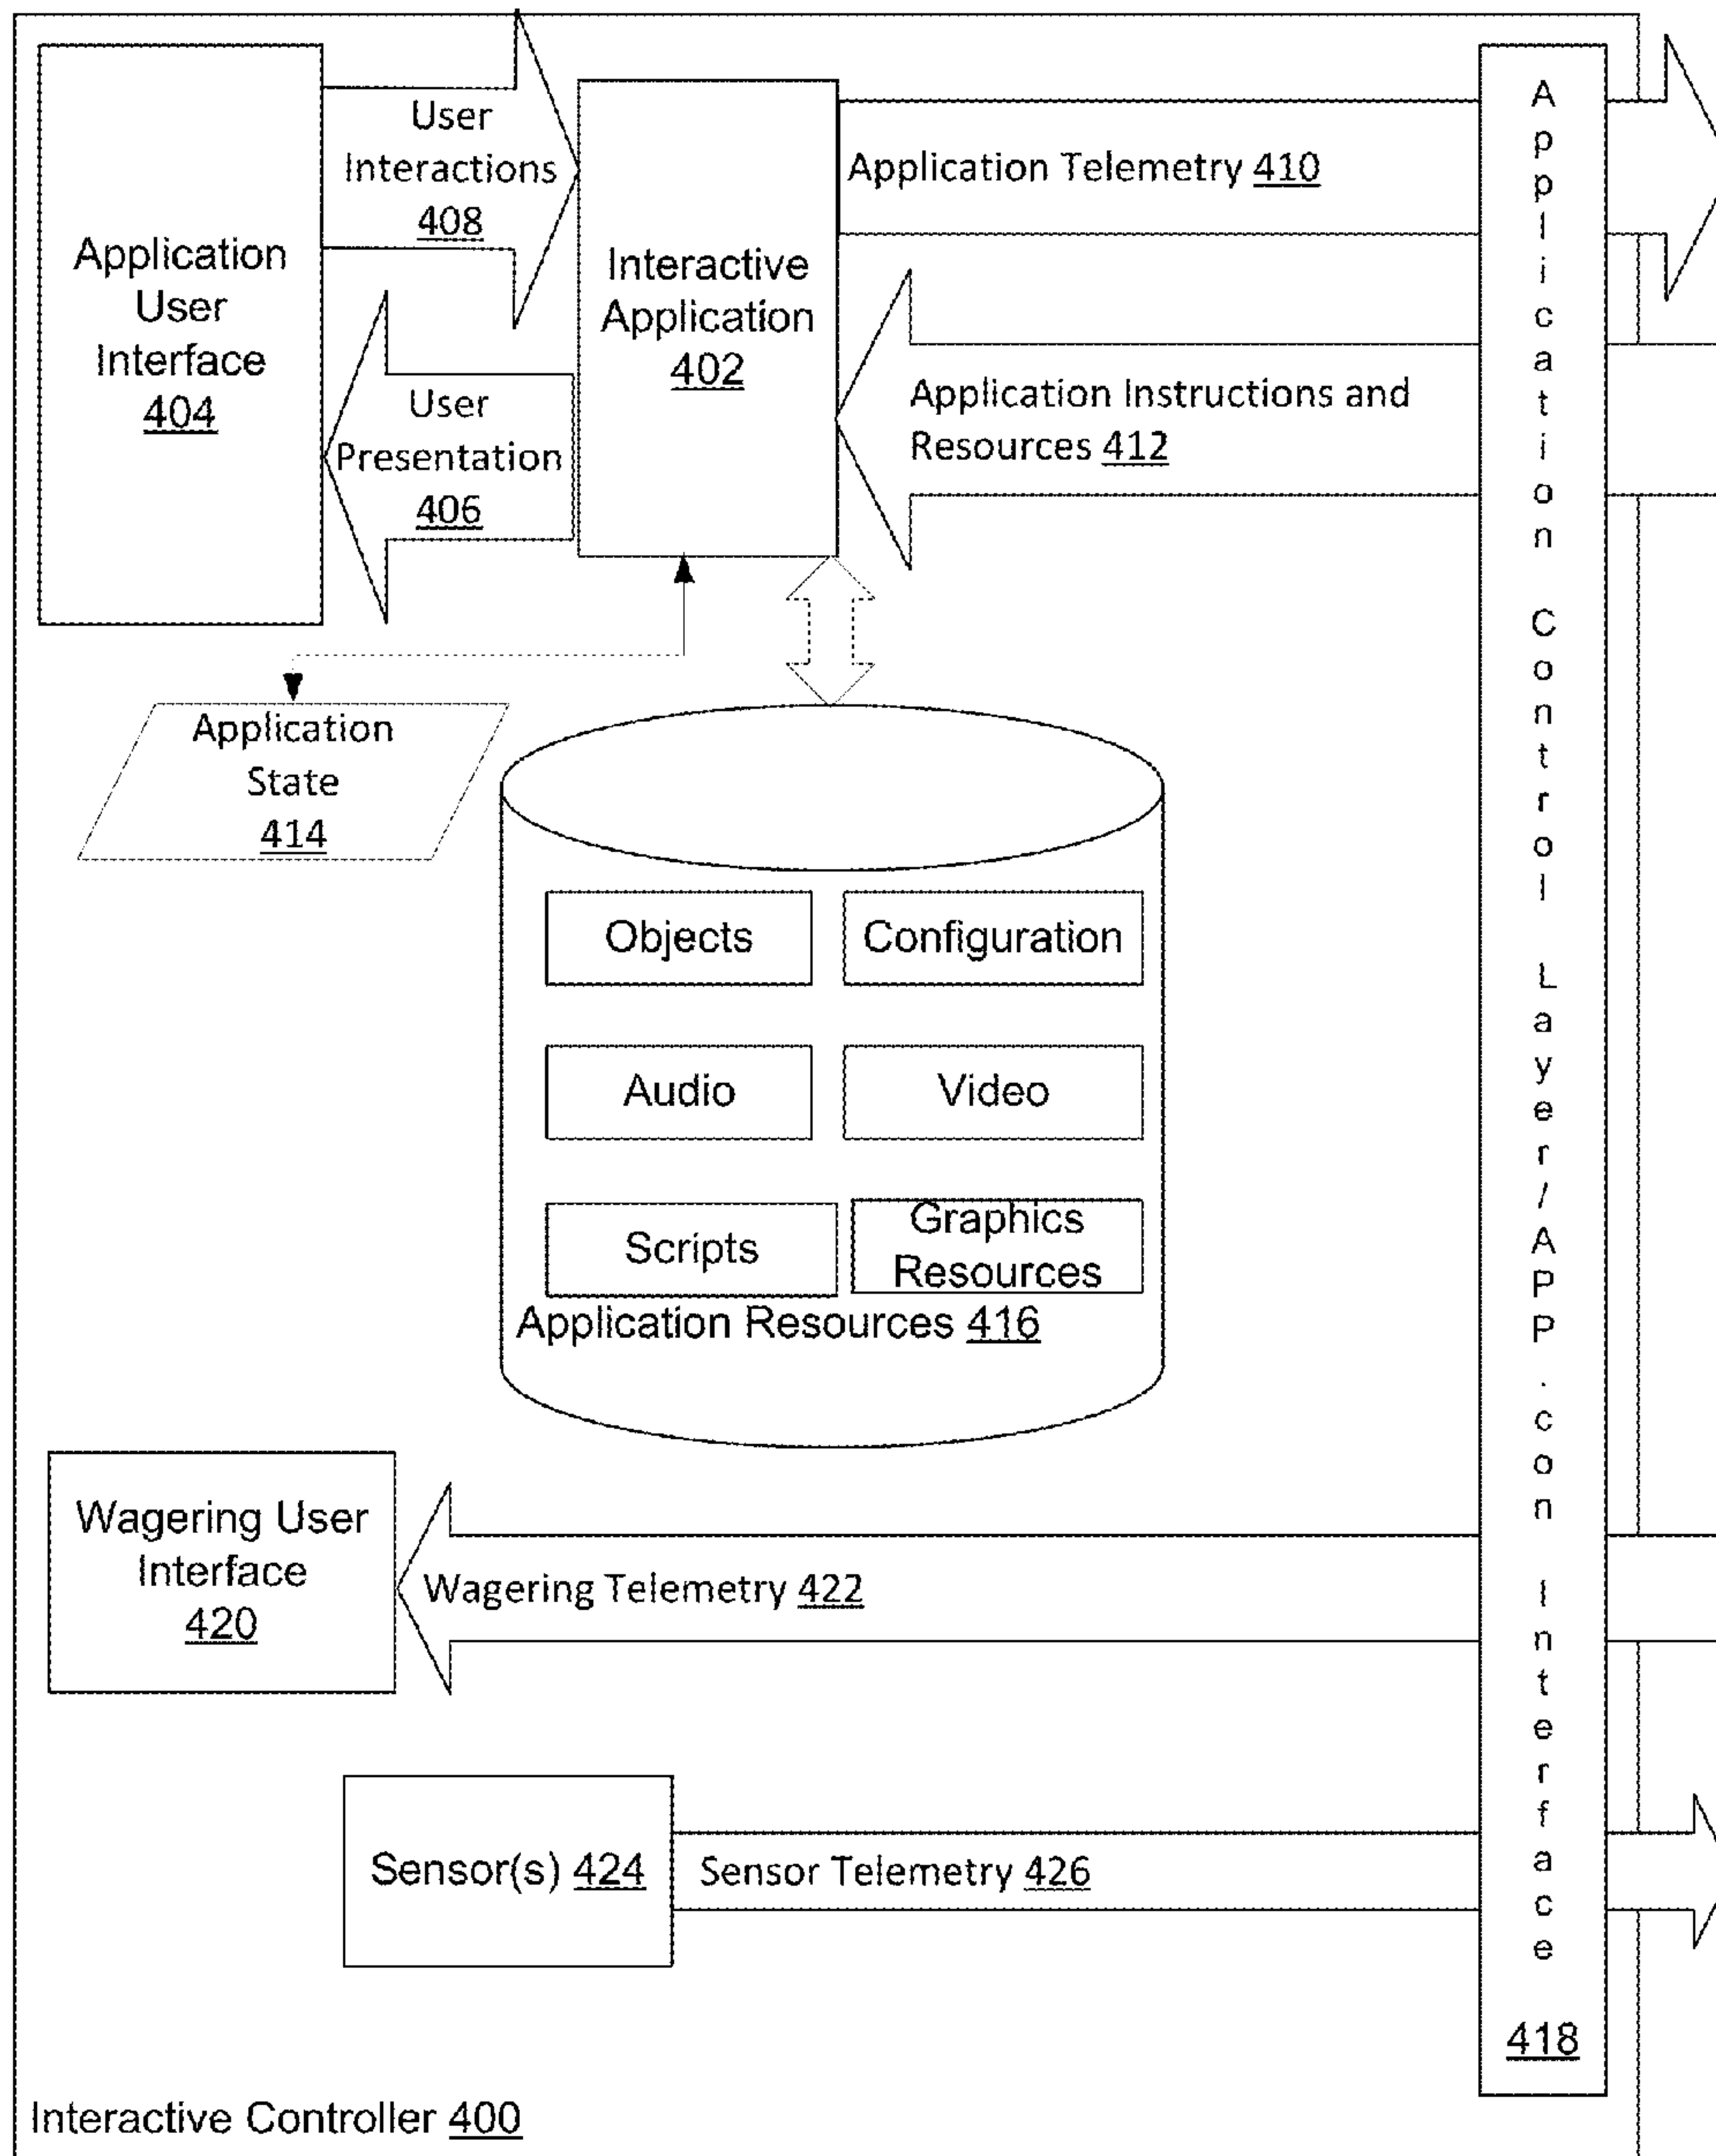 Application
User
Interface
404
User
Interactions
408
User
Presentation
406
Interactive
Application
402
Application Telemetry 410
Application Instructions and
Resources 412
Application
State
414
Objects
Configuration
Audio
Video
Scripts
Graphics
Resources
Application Resources 416
Wagering User
Interface
420
Wagering Telemetry 422
Sensor(s) 424
Sensor Telemetry 426
Application Control Layer/APP.con Interface
418
Interactive Controller 400